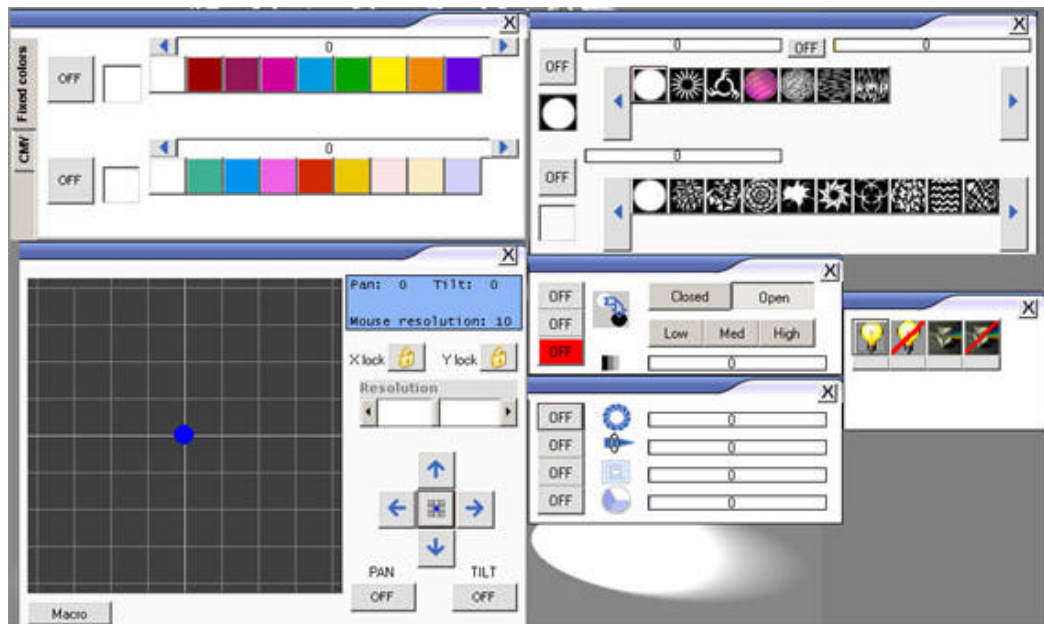 X
Fixed colors
CMY
OFF
0
OFF
0
X
OFF
0
OFF
0
OFF
0
X
Pan: 0 Tilt: 0
Mouse resolution: 10
X lock
Y lock
Resolution
PAN
TILT
OFF
OFF
Macro
X
OFF
OFF
OFF
Closed
Open
Low
Med
High
0
X
OFF
0
OFF
0
OFF
0
OFF
0
X